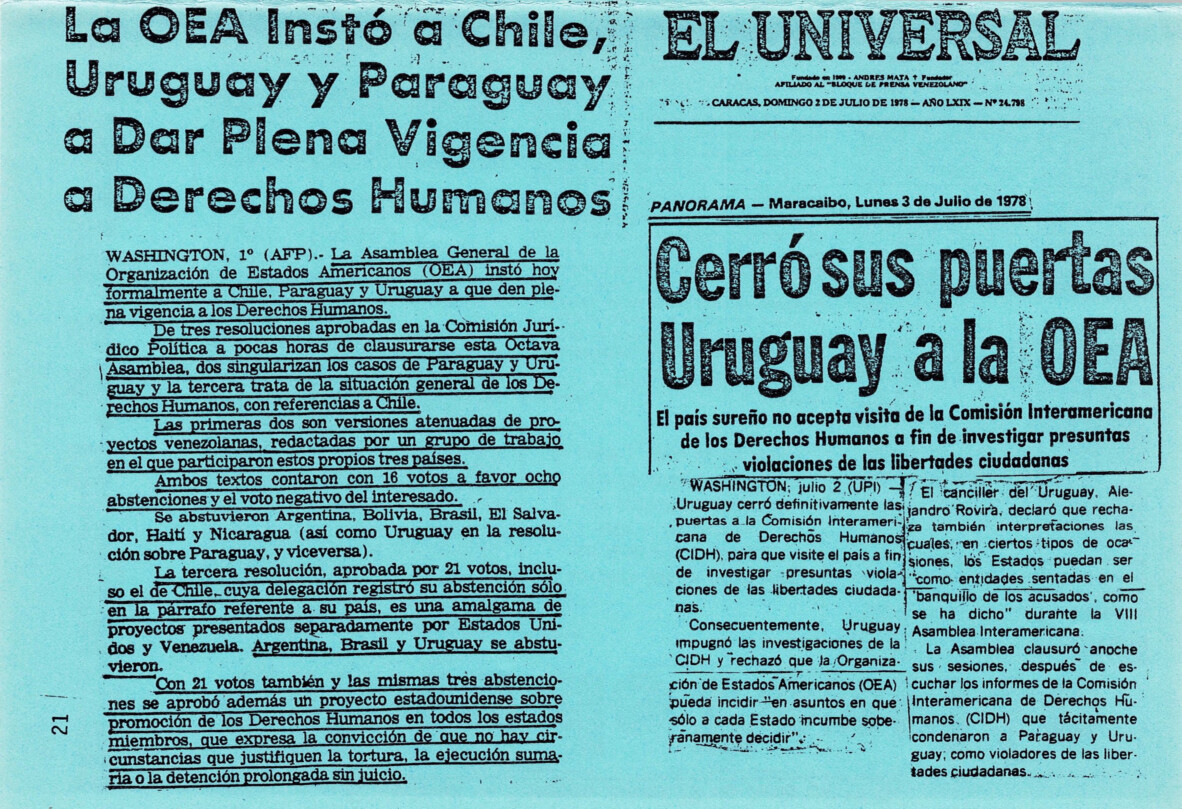 La OEA Instó a Chile,
Uruguay y Paraguay
a Dar Plena Vigencia
a Derechos Humanos
WASHINGTON, 1º (AFP).- La Asamblea General de la
Organización de Estados Americanos (OEA) instó hoy
formalmente a Chile, Paraguay y Uruguay a que den ple-
na vigencia a los Derechos Humanos.
De tres resoluciones aprobadas en la Comisión Jurí-
dico Política a pocas horas de clausurarse esta Octava
Asamblea, dos singularizan los casos de Paraguay y Uru-
guay y la tercera trata de la situación general de los De-
rechos Humanos, con referencias a Chile.
Las primeras dos son versiones atenuadas de pro-
yectos venezolanas, redactadas por un grupo de trabajo
en el que participaron estos propios tres países.
Ambos textos contaron con 16 votos a favor ocho
abstenciones y el voto negativo del interesado.
Se abstuvieron Argentina, Bolivia, Brasil, El Salva-
dor, Haití y Nicaragua (así como Uruguay en la resolu-
ción sobre Paraguay, y viceversa).
La tercera resolución, aprobada por 21 votos, inclu-
so el de Chile, cuya delegación registró su abstención sólo
en la párrafo referente a su país, es una amalgama de
proyectos presentados separadamente por Estados Uni-
dos y Venezuela. Argentina, Brasil y Uruguay se abstu-
vieron.
Con 21 votos también y las mismas tres abstencio-
nes se aprobó además un proyecto estadounidense sobre
promoción de los Derechos Humanos en todos los estados
miembros, que expresa la convicción de que no hay cir-
cunstancias que justifiquen la tortura, la ejecución suma-
ria o la detención prolongada sin juicio.
21
EL UNIVERSAL
Fundado en 1909 - ANDRES MATA † Fundador
AFILIADO AL "BLOQUE DE PRENSA VENEZOLANO"
CARACAS, DOMINGO 2 DE JULIO DE 1978 — AÑO LXIX — Nº 24.798
PANORAMA — Maracaibo, Lunes 3 de Julio de 1978
Cerró sus puertas
Uruguay a la OEA
El país sureño no acepta visita de la Comisión Interamericana
de los Derechos Humanos a fin de investigar presuntas
violaciones de las libertades ciudadanas
WASHINGTON, julio 2 (UPI) —
Uruguay cerró definitivamente las
puertas a la Comisión Interameri-
cana de Derechos Humanos
(CIDH), para que visite el país a fin
de investigar presuntas viola-
ciones de las libertades ciudada-
nas.
Consecuentemente, Uruguay
impugnó las investigaciones de la
CIDH y rechazó que la Organiza-
ción de Estados Americanos (OEA)
pueda incidir "en asuntos en que
sólo a cada Estado incumbe sobe-
ranamente decidir".
El canciller del Uruguay, Ale-
jandro Rovira, declaró que recha-
za también interpretaciones las
cuales, en ciertos tipos de oca-
siones, los Estados puedan ser
"como entidades sentadas en el
'banquillo de los acusados', como
se ha dicho" durante la VIII
Asamblea Interamericana.
La Asamblea clausuró anoche
sus sesiones, después de es-
cuchar los informes de la Comisión
Interamericana de Derechos Hu-
manos (CIDH) que tácitamente
condenaron a Paraguay y Uru-
guay, como violadores de las liber-
tades ciudadanas.